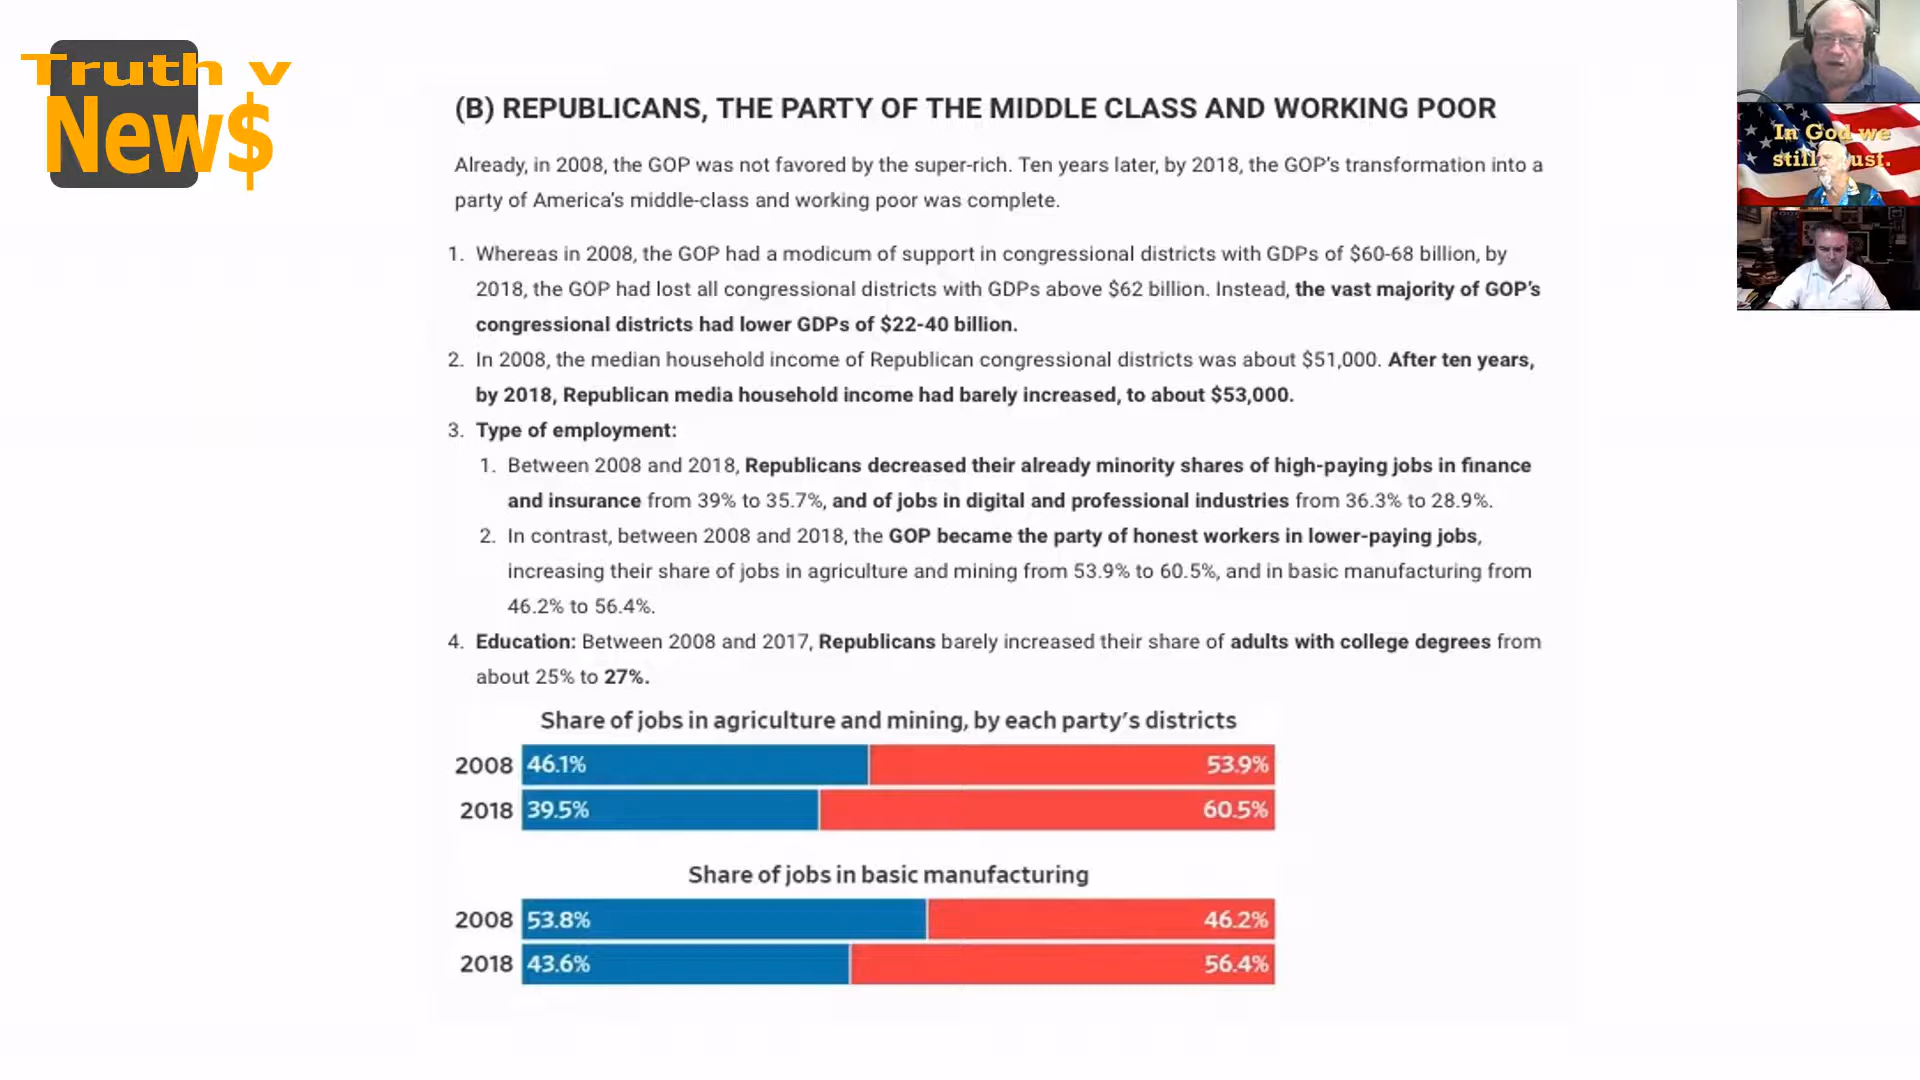 Truth v
New$
(B) REPUBLICANS, THE PARTY OF THE MIDDLE CLASS AND WORKING POOR
Already, in 2008, the GOP was not favored by the super-rich. Ten years later, by 2018, the GOP's transformation into a
party of America's middle-class and working poor was complete.
1. Whereas in 2008, the GOP had a modicum of support in congressional districts with GDPs of $60-68 billion, by
2018, the GOP had lost all congressional districts with GDPs above $62 billion. Instead, the vast majority of GOP's
congressional districts had lower GDPs of $22-40 billion.
2. In 2008, the median household income of Republican congressional districts was about $51,000. After ten years,
by 2018, Republican media household income had barely increased, to about $53,000.
3. Type of employment:
1. Between 2008 and 2018, Republicans decreased their already minority shares of high-paying jobs in finance
and insurance from 39% to 35.7%, and of jobs in digital and professional industries from 36.3% to 28.9%.
2. In contrast, between 2008 and 2018, the GOP became the party of honest workers in lower-paying jobs,
increasing their share of jobs in agriculture and mining from 53.9% to 60.5%, and in basic manufacturing from
46.2% to 56.4%.
4. Education: Between 2008 and 2017, Republicans barely increased their share of adults with college degrees from
about 25% to 27%.
Share of jobs in agriculture and mining, by each party's districts
2008 46.1% 53.9%
2018 39.5% 60.5%
Share of jobs in basic manufacturing
2008 53.8% 46.2%
2018 43.6% 56.4%
In God we
still